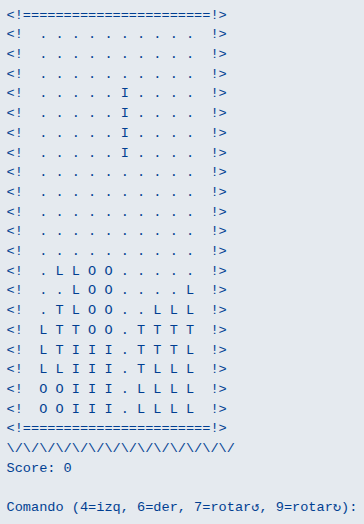 <!=======================!>
<!  . . . . . . . . . .  !>
<!  . . . . . . . . . .  !>
<!  . . . . . . . . . .  !>
<!  . . . . . I . . . .  !>
<!  . . . . . I . . . .  !>
<!  . . . . . I . . . .  !>
<!  . . . . . I . . . .  !>
<!  . . . . . . . . . .  !>
<!  . . . . . . . . . .  !>
<!  . . . . . . . . . .  !>
<!  . . . . . . . . . .  !>
<!  . . . . . . . . . .  !>
<!  . L L O O . . . . .  !>
<!  . . L O O . . . . L  !>
<!  . T L O O . . L L L  !>
<!  L T T O O . T T T T  !>
<!  L T I I I . T T T L  !>
<!  L L I I I . T L L L  !>
<!  O O I I I . L L L L  !>
<!  O O I I I . L L L L  !>
<!=======================!>
\/\/\/\/\/\/\/\/\/\/\/\/\/\/
Score: 0
Comando (4=izq, 6=der, 7=rotar↺, 9=rotar↻):